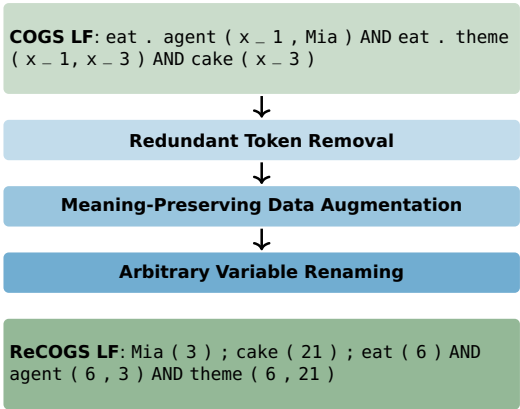 COGS LF: eat . agent ( x _ 1 , Mia ) AND eat . theme
( x _ 1, x _ 3 ) AND cake ( x _ 3 )
Redundant Token Removal
Meaning-Preserving Data Augmentation
Arbitrary Variable Renaming
ReCOGS LF: Mia ( 3 ) ; cake ( 21 ) ; eat ( 6 ) AND
agent ( 6 , 3 ) AND theme ( 6 , 21 )